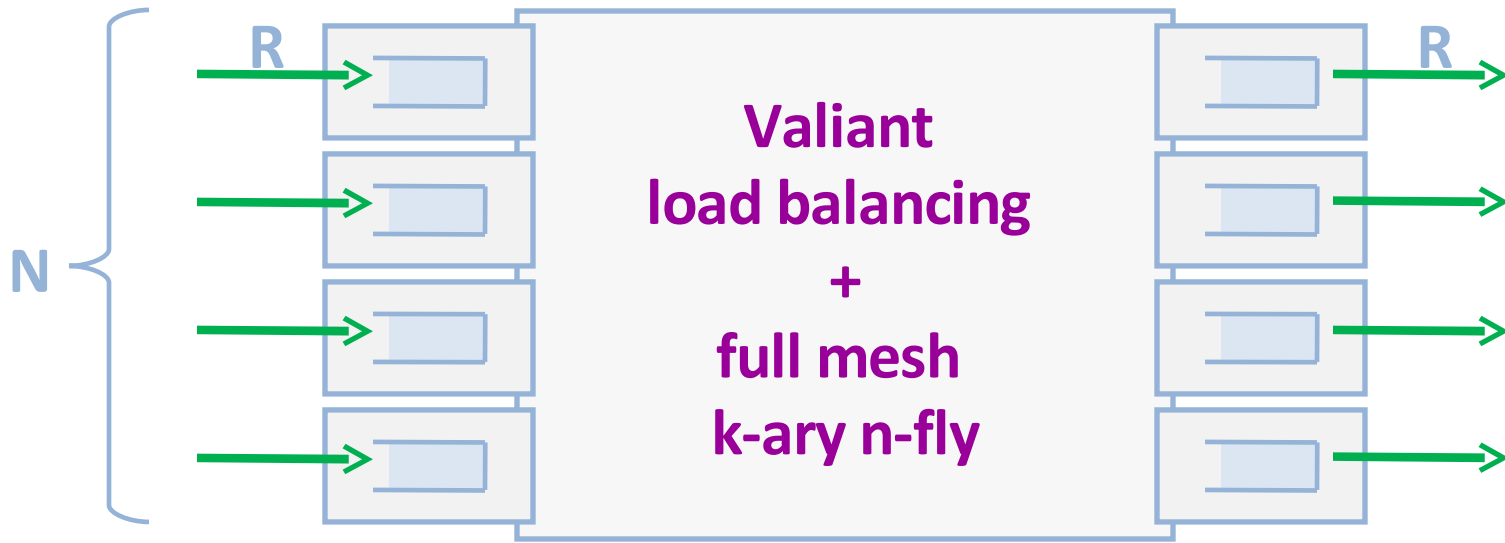 R
R
N
Valiant
load balancing
+
full mesh
k-ary n-fly